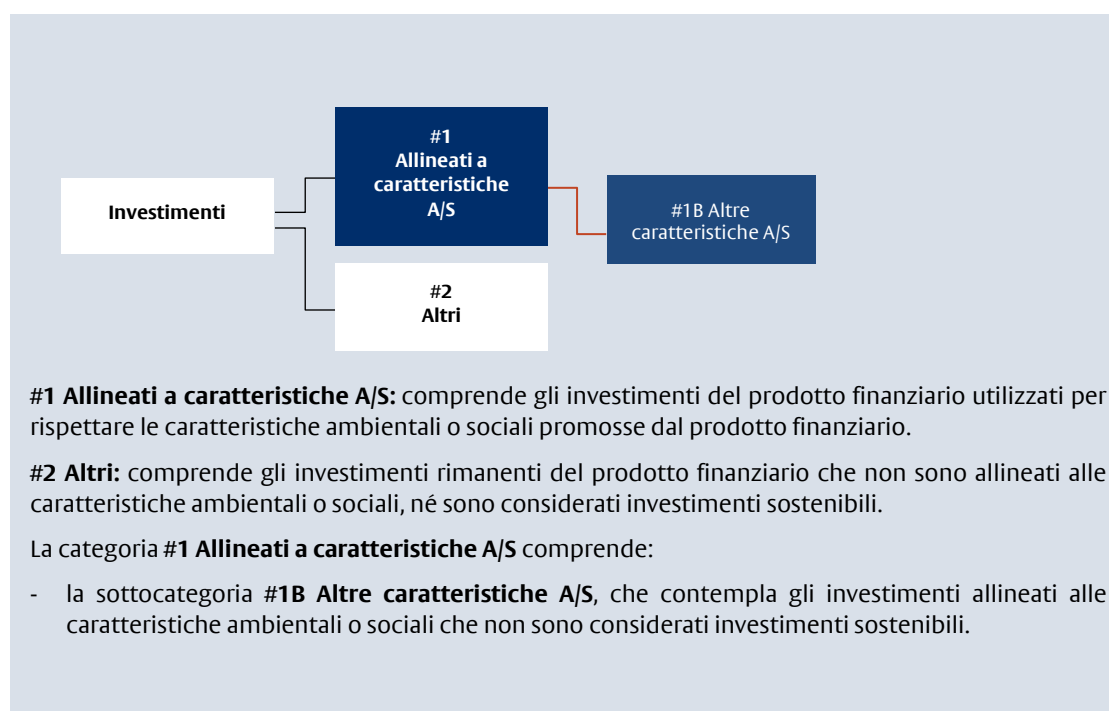 #1
Allineati a
caratteristiche
A/S
Investimenti
#1B Altre
caratteristiche A/S
#2
Altri
#1 Allineati a caratteristiche A/S: comprende gli investimenti del prodotto finanziario utilizzati per
rispettare le caratteristiche ambientali o sociali promosse dal prodotto finanziario.
#2 Altri: comprende gli investimenti rimanenti del prodotto finanziario che non sono allineati alle
caratteristiche ambientali o sociali, né sono considerati investimenti sostenibili.
La categoria #1 Allineati a caratteristiche A/S comprende:
- la sottocategoria #1B Altre caratteristiche A/S, che contempla gli investimenti allineati alle
caratteristiche ambientali o sociali che non sono considerati investimenti sostenibili.